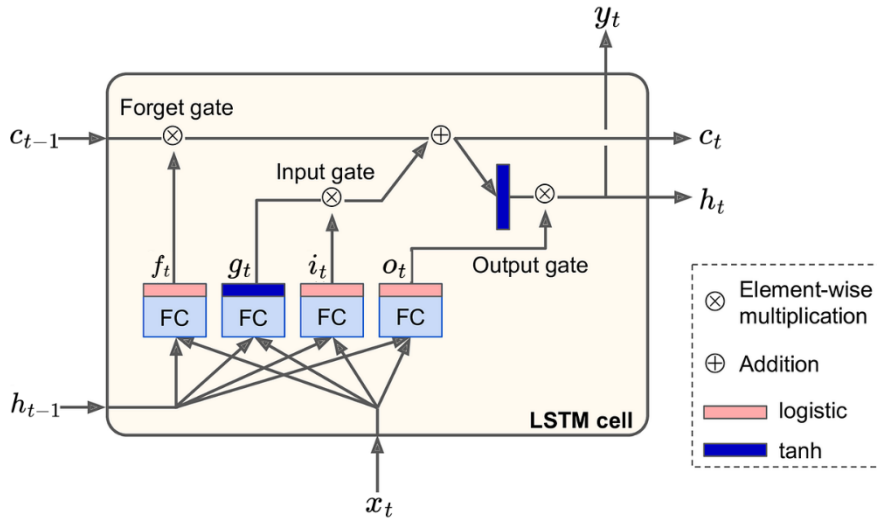 y_t
Forget gate
c_{t-1}
c_t
Input gate
h_t
f_t g_t i_t o_t
Output gate
FC FC FC FC
Element-wise
multiplication
Addition
h_{t-1}
LSTM cell
logistic
tanh
x_t